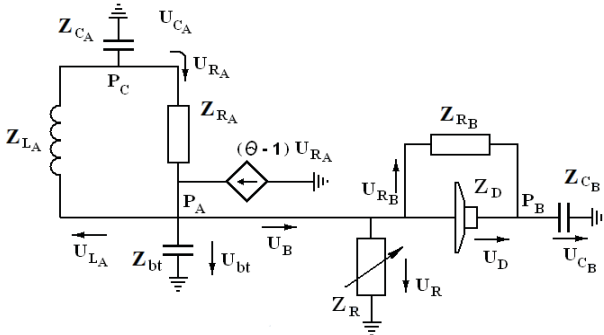 Z_{C_A}
U_{C_A}
U_{R_A}
P_C
Z_{R_A}
Z_{L_A}
(Θ - 1) U_{R_A}
Z_{R_B}
U_{R_B}
Z_D
P_B
Z_{C_B}
P_A
U_{L_A}
Z_{bt}
U_{bt}
U_B
Z_R
U_R
U_D
U_{C_B}